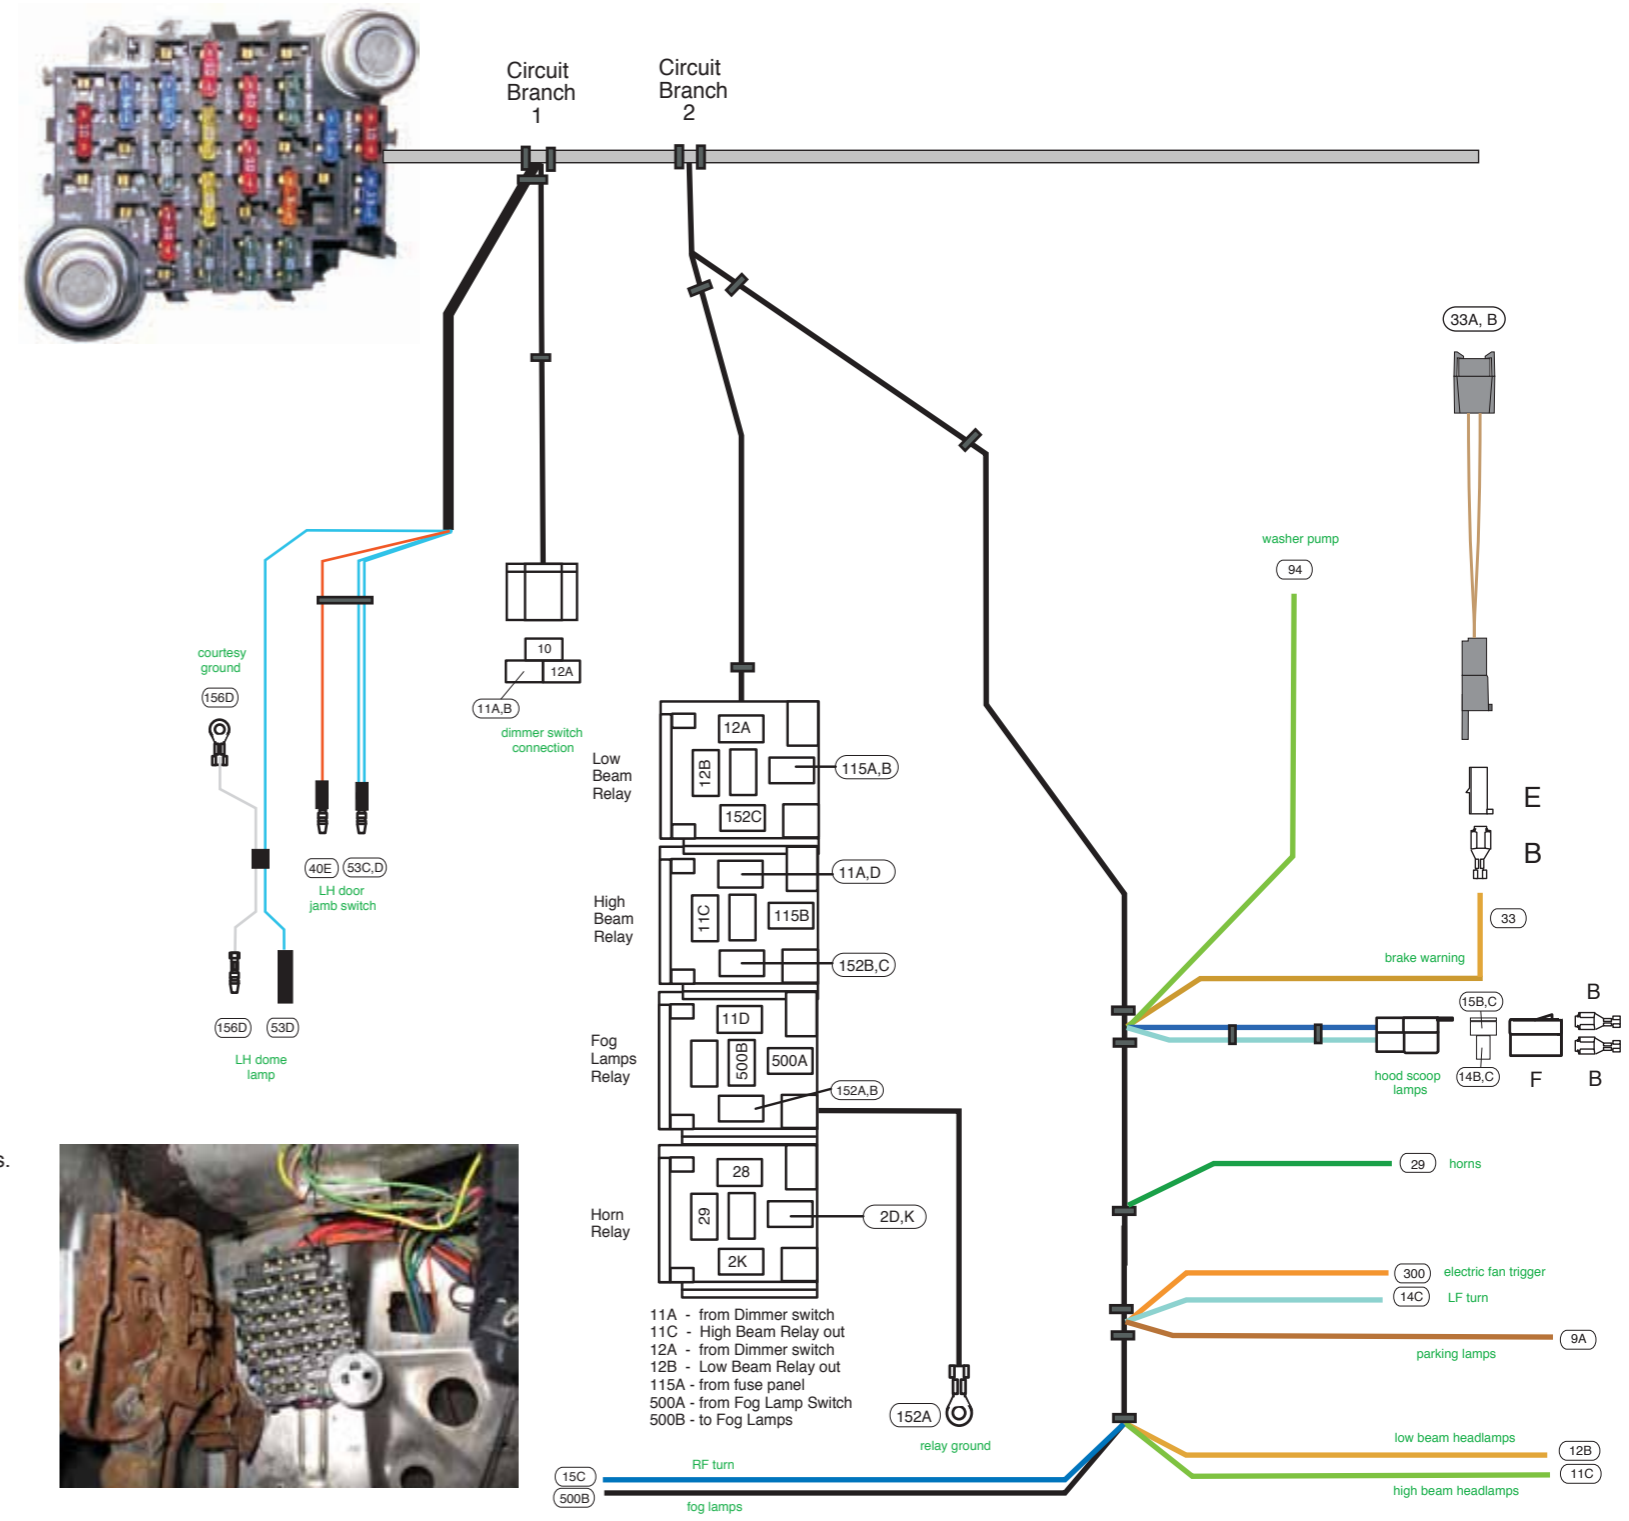 Circuit
Branch
1
Circuit
Branch
2
33A, B
washer pump
94
E
B
33
brake warning
15B,C
B
hood scoop
lamps
14B,C
F
B
courtesy
ground
156D
10
12A
11A,B
dimmer switch
connection
40E
53C,D
LH door
jamb switch
156D
53D
LH dome
lamp
Low
Beam
Relay
12A
12B
115A,B
152C
High
Beam
Relay
11A,D
11C
115B
152B,C
Fog
Lamps
Relay
11D
500B
500A
152A,B
Horn
Relay
28
29
2D,K
2K
s.
29 horns
300 electric fan trigger
14C LF turn
9A
parking lamps
11A - from Dimmer switch
11C - High Beam Relay out
12A - from Dimmer switch
12B - Low Beam Relay out
115A - from fuse panel
500A - from Fog Lamp Switch
500B - to Fog Lamps
152A
relay ground
low beam headlamps
12B
11C
high beam headlamps
RF turn
15C
500B
fog lamps